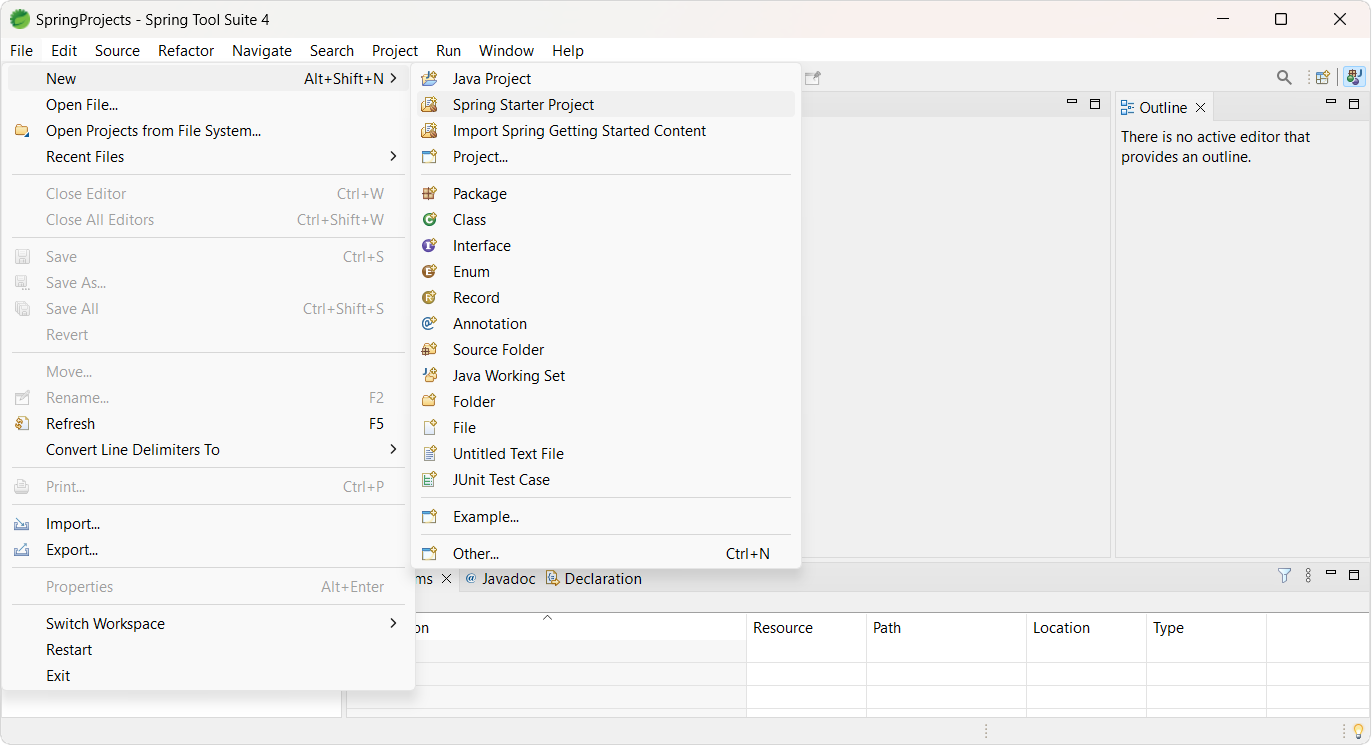 SpringProjects - Spring Tool Suite 4
File Edit Source Refactor Navigate Search Project Run Window Help
New Alt+Shift+N
Open File...
Open Projects from File System...
Recent Files
Close Editor Ctrl+W
Close All Editors Ctrl+Shift+W
Save Ctrl+S
Save As...
Save All Ctrl+Shift+S
Revert
Move...
Rename... F2
Refresh F5
Convert Line Delimiters To
Print... Ctrl+P
Import...
Export...
Properties Alt+Enter
Switch Workspace
Restart
Exit
Java Project
Spring Starter Project
Import Spring Getting Started Content
Project...
Package
Class
Interface
Enum
Record
Annotation
Source Folder
Java Working Set
Folder
File
Untitled Text File
JUnit Test Case
Example...
Other... Ctrl+N
Outline
There is no active editor that
provides an outline.
ms @ Javadoc Declaration
on Resource Path Location Type